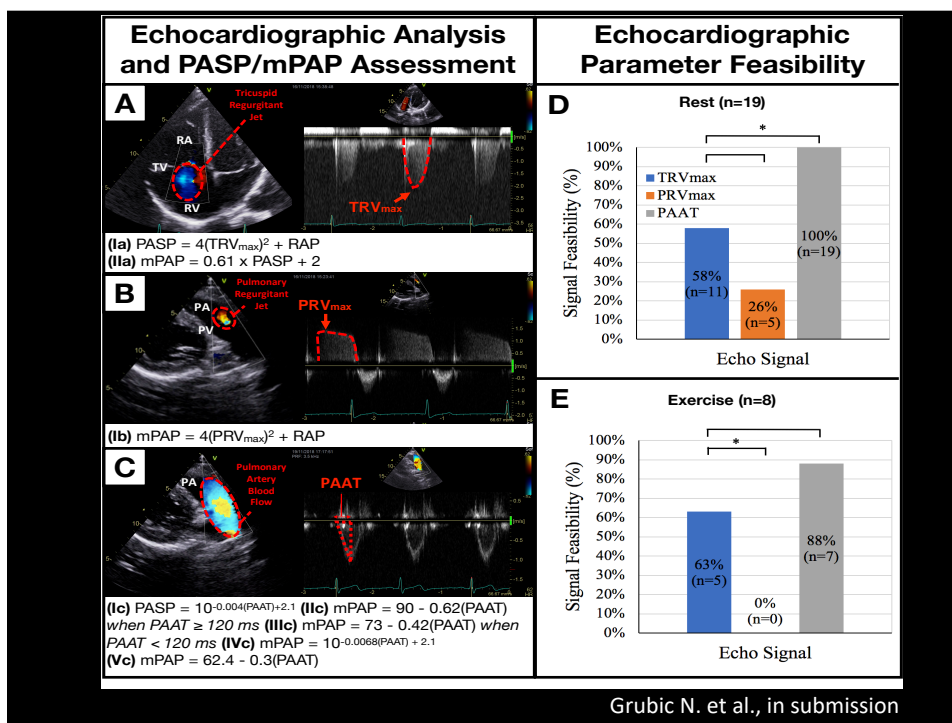 Echocardiographic Analysis
and PASP/mPAP Assessment
A
Tricuspid
Regurgitant
Jet
RA
TV
RV
TRVmax
(Ia) PASP = 4(TRVmax)² + RAP
(IIa) mPAP = 0.61 x PASP + 2
B
Pulmonary
Regurgitant
Jet
PA
PV
PRVmax
(Ib) mPAP = 4(PRVmax)² + RAP
C
PA
Pulmonary
Artery
Blood
Flow
PAAT
(Ic) PASP = 10^-0.004(PAAT)+2.1 (IIc) mPAP = 90 - 0.62(PAAT)
when PAAT ≥ 120 ms (IIIc) mPAP = 73 - 0.42(PAAT) when
PAAT < 120 ms (IVc) mPAP = 10^-0.0068(PAAT) + 2.1
(Vc) mPAP = 62.4 - 0.3(PAAT)
Echocardiographic
Parameter Feasibility
D
Rest (n=19)
*
TRVmax
PRVmax
PAAT
Signal Feasibility (%)
100%
90%
80%
70%
60%
50%
40%
30%
20%
10%
0%
58%
(n=11)
26%
(n=5)
100%
(n=19)
Echo Signal
E
Exercise (n=8)
*
Signal Feasibility (%)
100%
90%
80%
70%
60%
50%
40%
30%
20%
10%
0%
63%
(n=5)
0%
(n=0)
88%
(n=7)
Echo Signal
Grubic N. et al., in submission